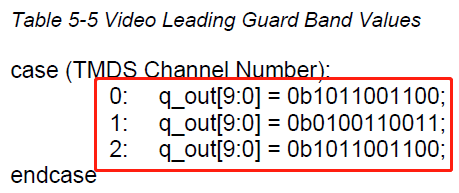 Table 5-5 Video Leading Guard Band Values
case (TMDS Channel Number):
0: q_out[9:0] = 0b1011001100;
1: q_out[9:0] = 0b0100110011;
2: q_out[9:0] = 0b1011001100;
endcase